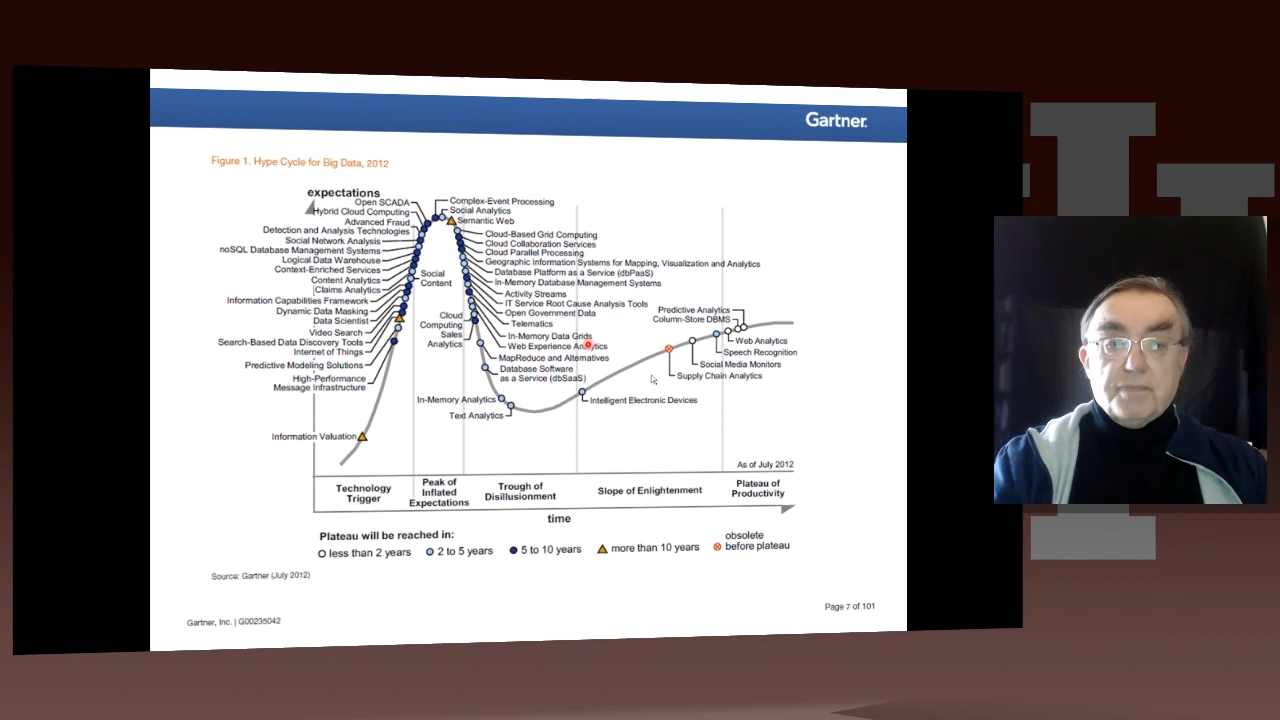 Gartner.
Figure 1. Hype Cycle for Big Data, 2012
expectations
Open SCADA
Hybrid Cloud Computing
Advanced Fraud
Detection and Analysis Technologies
Social Network Analysis
noSQL Database Management Systems
Logical Data Warehouse
Context-Enriched Services
Content Analytics
Claims Analytics
Information Capabilities Framework
Dynamic Data Masking
Data Scientist
Video Search
Search-Based Data Discovery Tools
Internet of Things
Predictive Modeling Solutions
High-Performance
Message Infrastructure
Information Valuation
Complex-Event Processing
Social Analytics
Semantic Web
Cloud-Based Grid Computing
Cloud Collaboration Services
Cloud Parallel Processing
Geographic Information Systems for Mapping, Visualization and Analytics
Database Platform as a Service (dbPaaS)
In-Memory Database Management Systems
Activity Streams
IT Service Root Cause Analysis Tools
Open Government Data
Telematics
In-Memory Data Grids
Web Experience Analytics
MapReduce and Alternatives
Database Software
as a Service (dbSaaS)
Social
Content
Cloud
Computing
Sales
Analytics
In-Memory Analytics
Text Analytics
Intelligent Electronic Devices
Predictive Analytics
Column-Store DBMS
Web Analytics
Speech Recognition
Social Media Monitors
Supply Chain Analytics
As of July 2012
Technology
Trigger
Peak of
Inflated
Expectations
Trough of
Disillusionment
Slope of Enlightenment
Plateau of
Productivity
time
Plateau will be reached in:
less than 2 years
2 to 5 years
5 to 10 years
more than 10 years
obsolete
before plateau
Source: Gartner (July 2012)
Gartner, Inc. | G00235042
Page 7 of 101